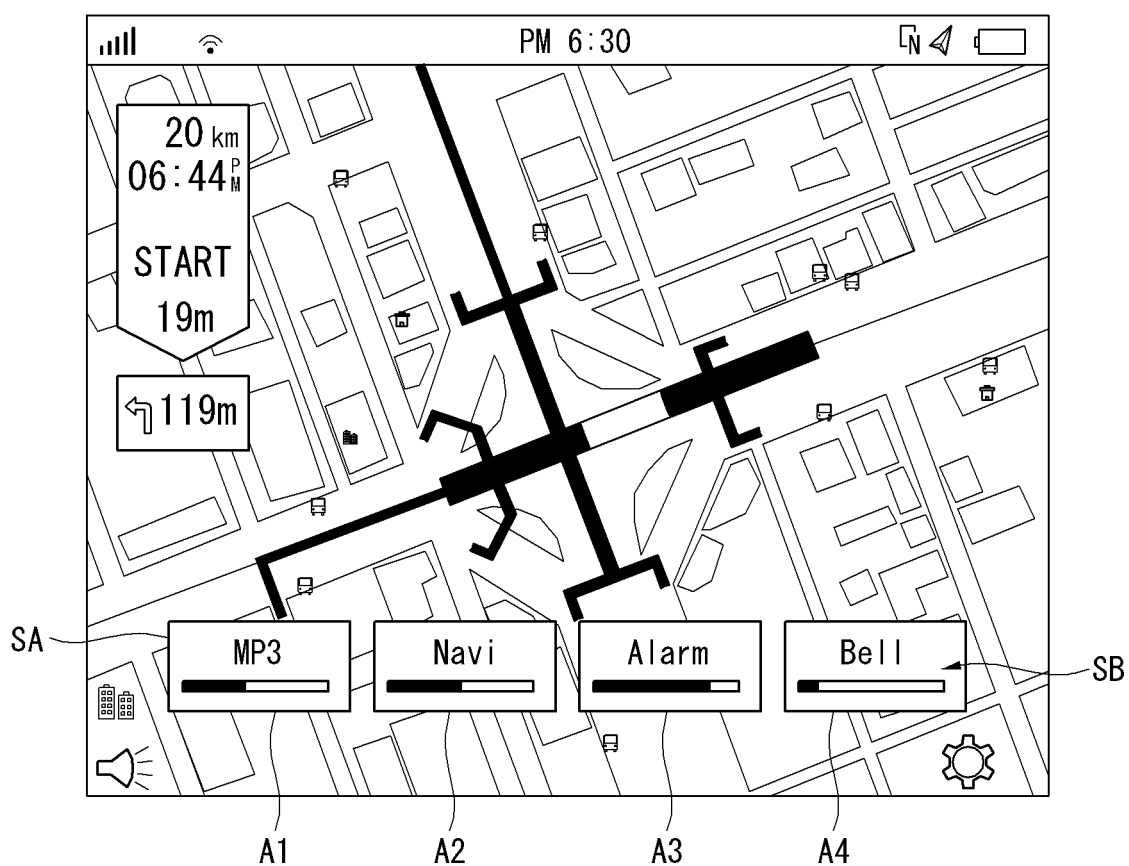 PM 6:30
N
20 km
06:44 PM
START
19m
119m
SA
MP3
Navi
Alarm
Bell
SB
A1
A2
A3
A4